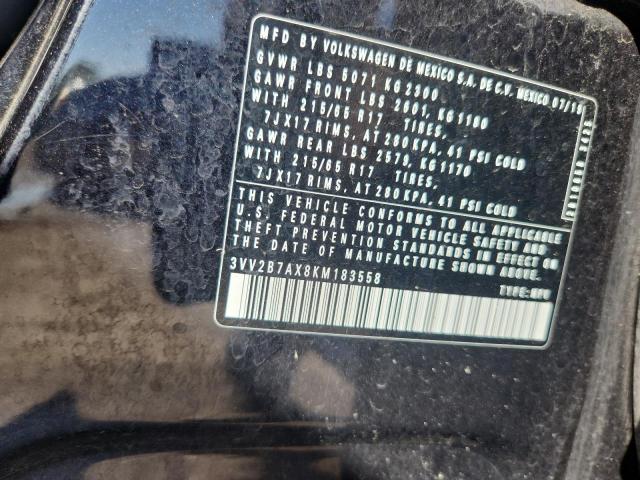 MFD BY VOLKSWAGEN DE MEXICO S.A. DE C.V. MEXICO
GVWR LBS 5071 KG 2300
GAWR FRONT LBS 2601, KG 1180
WITH 215/65 R17 TIRES,
7JX17 RIMS, AT 280 KPA, 41 PSI COLD
GAWR REAR LBS 2579, KG 1170
WITH 215/65 R17 TIRES,
7JX17 RIMS, AT 280 KPA, 41 PSI COLD
THIS VEHICLE CONFORMS TO ALL APPLICABLE
U.S. FEDERAL MOTOR VEHICLE SAFETY AND
THEFT PREVENTION STANDARDS IN EFFECT ON
THE DATE OF MANUFACTURE SHOWN ABOVE.
3VV2B7AX8KM183558
TYPE: MPV